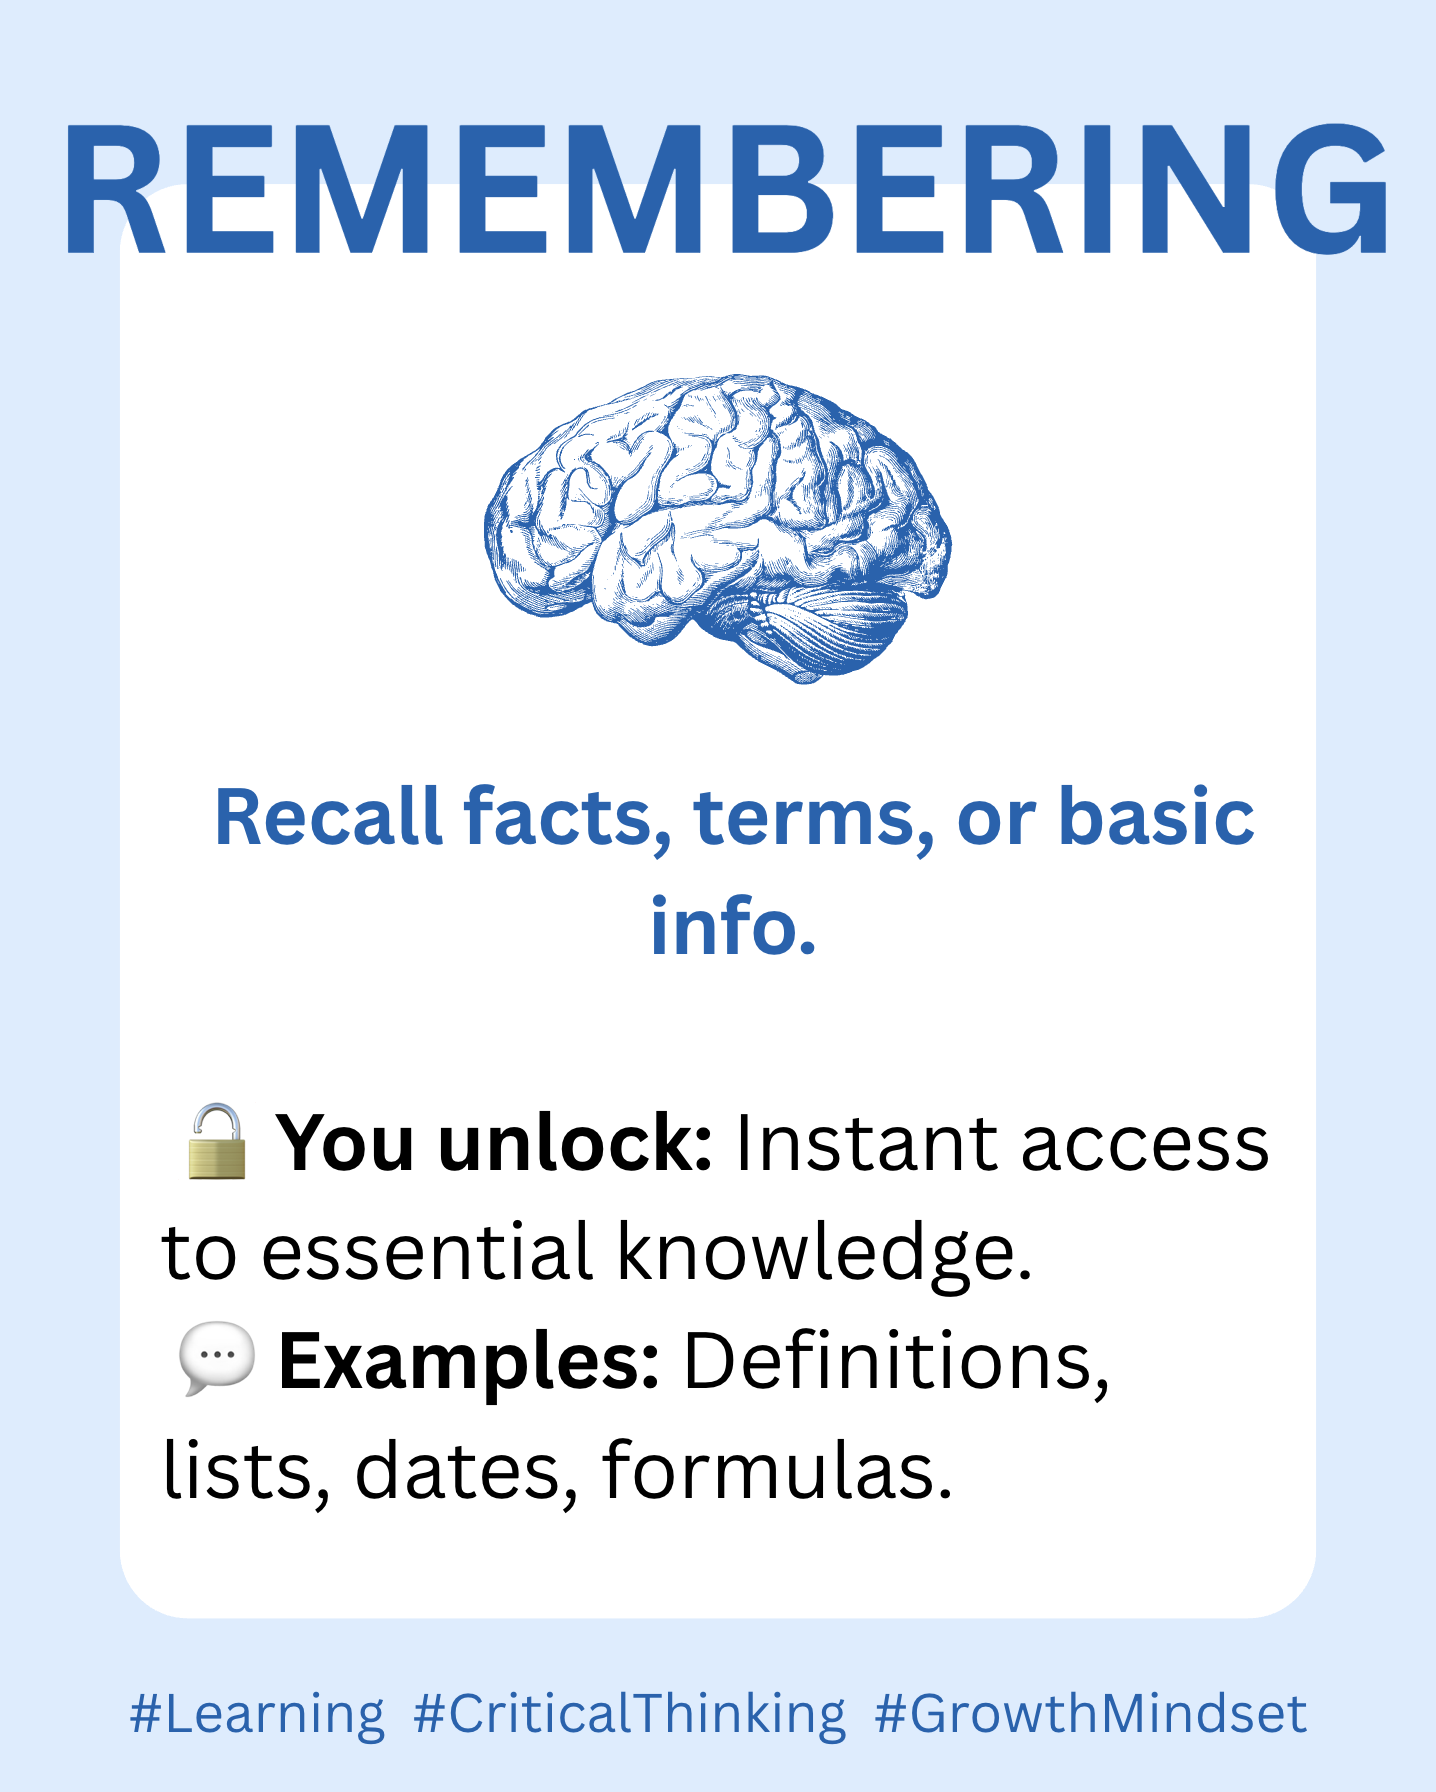 REMEMBERING
Recall facts, terms, or basic
info.
🔓 You unlock: Instant access
to essential knowledge.
💬 Examples: Definitions,
lists, dates, formulas.
#Learning #CriticalThinking #GrowthMindset